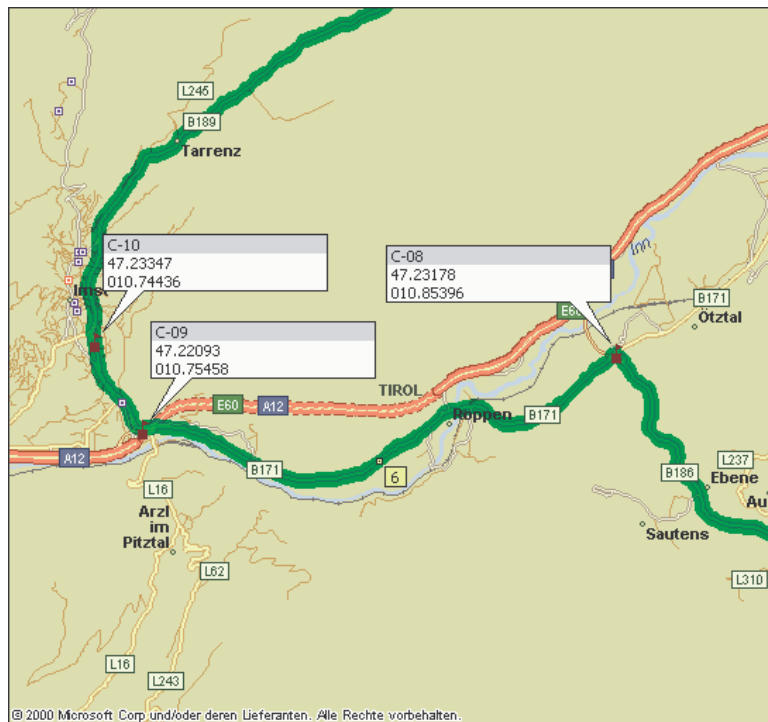 L245
B189
Tarrenz
C-10
47.23347
010.74436
C-08
47.23178
010.85396
Inn
Imst
B171
Ötztal
E60
C-09
47.22093
010.75458
TIROL
E60
A12
Roppen
B171
A12
B171
6
B186
L237
Ebene
Au
L16
Arzl
im
Pitztal
Sautens
L62
L310
L16
L243
© 2000 Microsoft Corp und/oder deren Lieferanten. Alle Rechte vorbehalten.